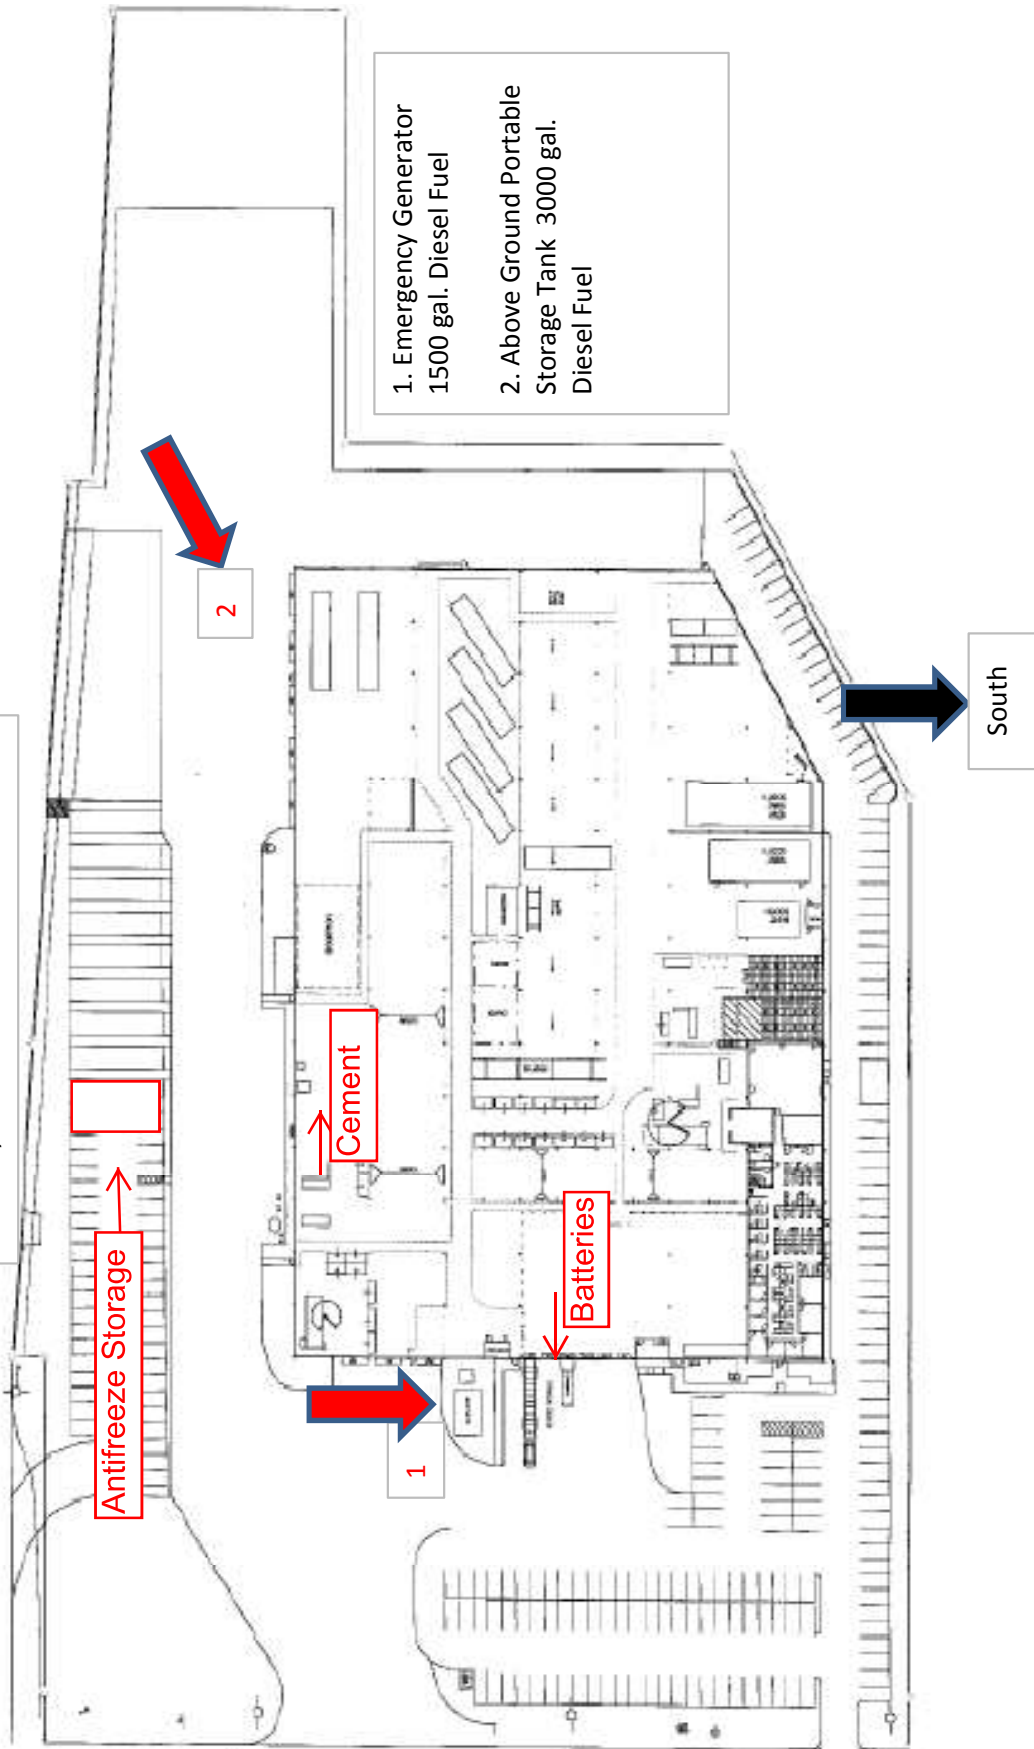 1. Emergency Generator
1500 gal. Diesel Fuel
2. Above Ground Portable
Storage Tank 3000 gal.
Diesel Fuel
2
Cement
Antifreeze Storage
Batteries
1
South